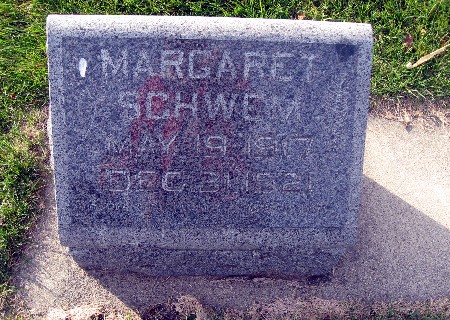 MARGARET
SCHWEM
MAY 19 1917
DEC 21 1921